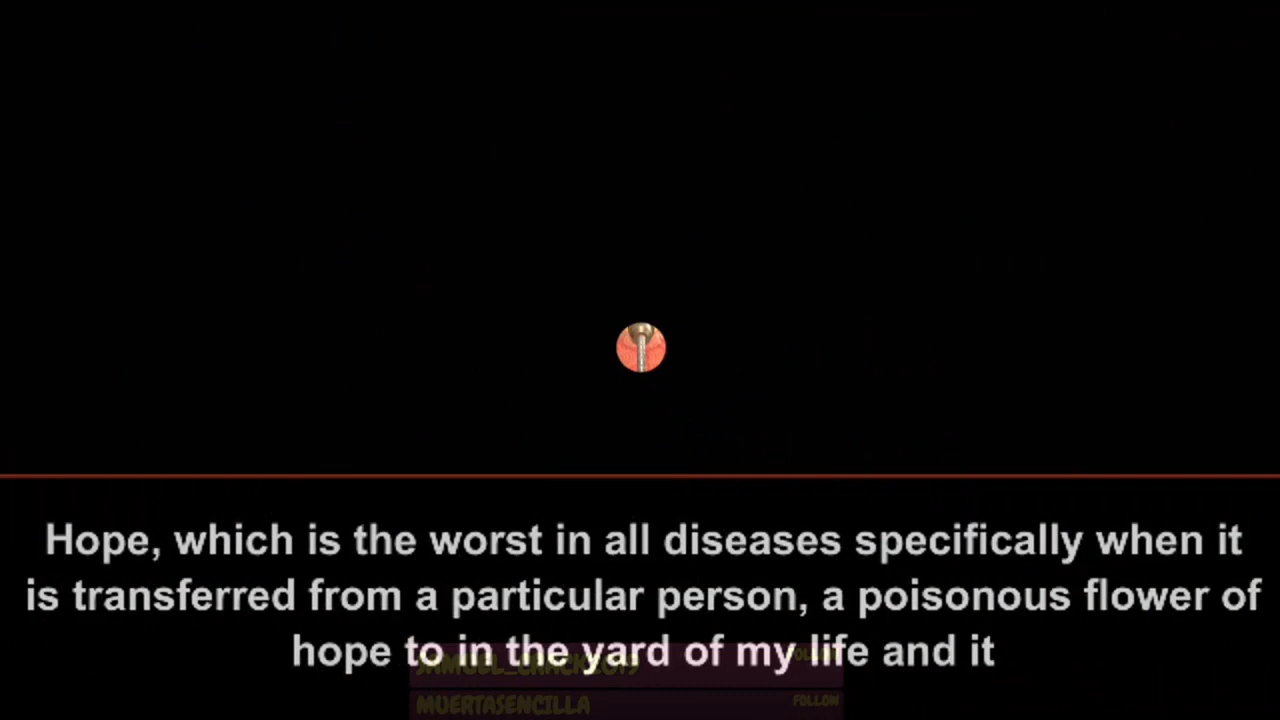 Hope, which is the worst in all diseases specifically when it
is transferred from a particular person, a poisonous flower of
hope to in the yard of my life and it
MUERTASENCILLA
FOLLOW